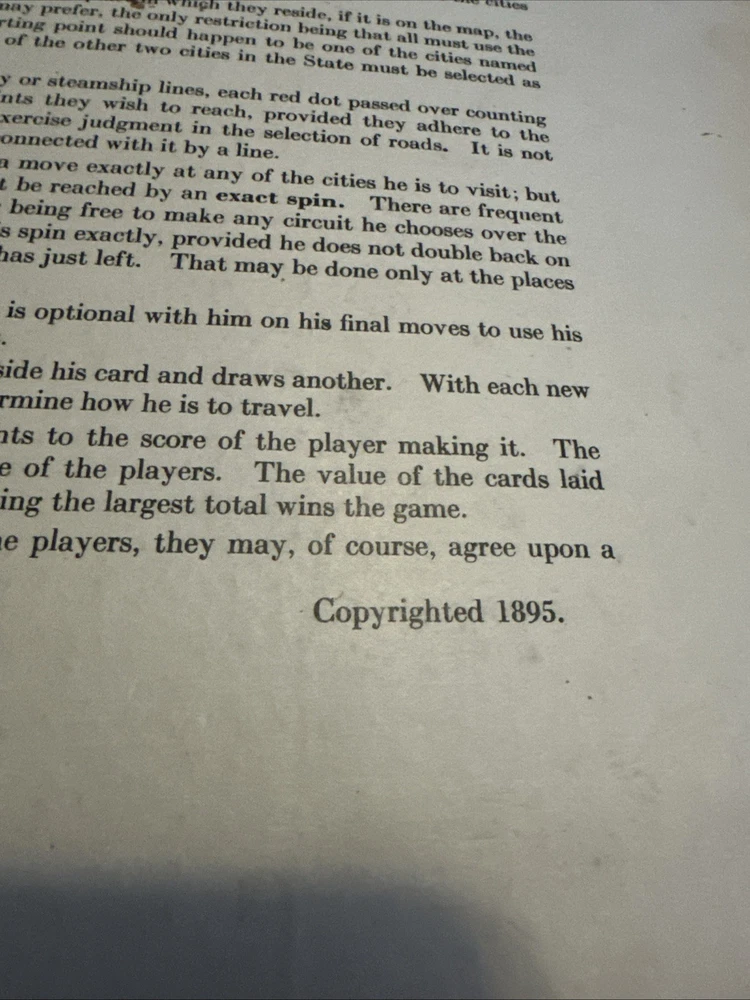 which they reside, if it is on the map, the
may prefer, the only restriction being that all must use the
rting point should happen to be one of the cities named
of the other two cities in the State must be selected as
y or steamship lines, each red dot passed over counting
nts they wish to reach, provided they adhere to the
xercise judgment in the selection of roads. It is not
onnected with it by a line.
a move exactly at any of the cities he is to visit; but
t be reached by an exact spin. There are frequent
being free to make any circuit he chooses over the
s spin exactly, provided he does not double back on
has just left. That may be done only at the places
is optional with him on his final moves to use his
.
side his card and draws another. With each new
rmine how he is to travel.
nts to the score of the player making it. The
e of the players. The value of the cards laid
ing the largest total wins the game.
e players, they may, of course, agree upon a
Copyrighted 1895.